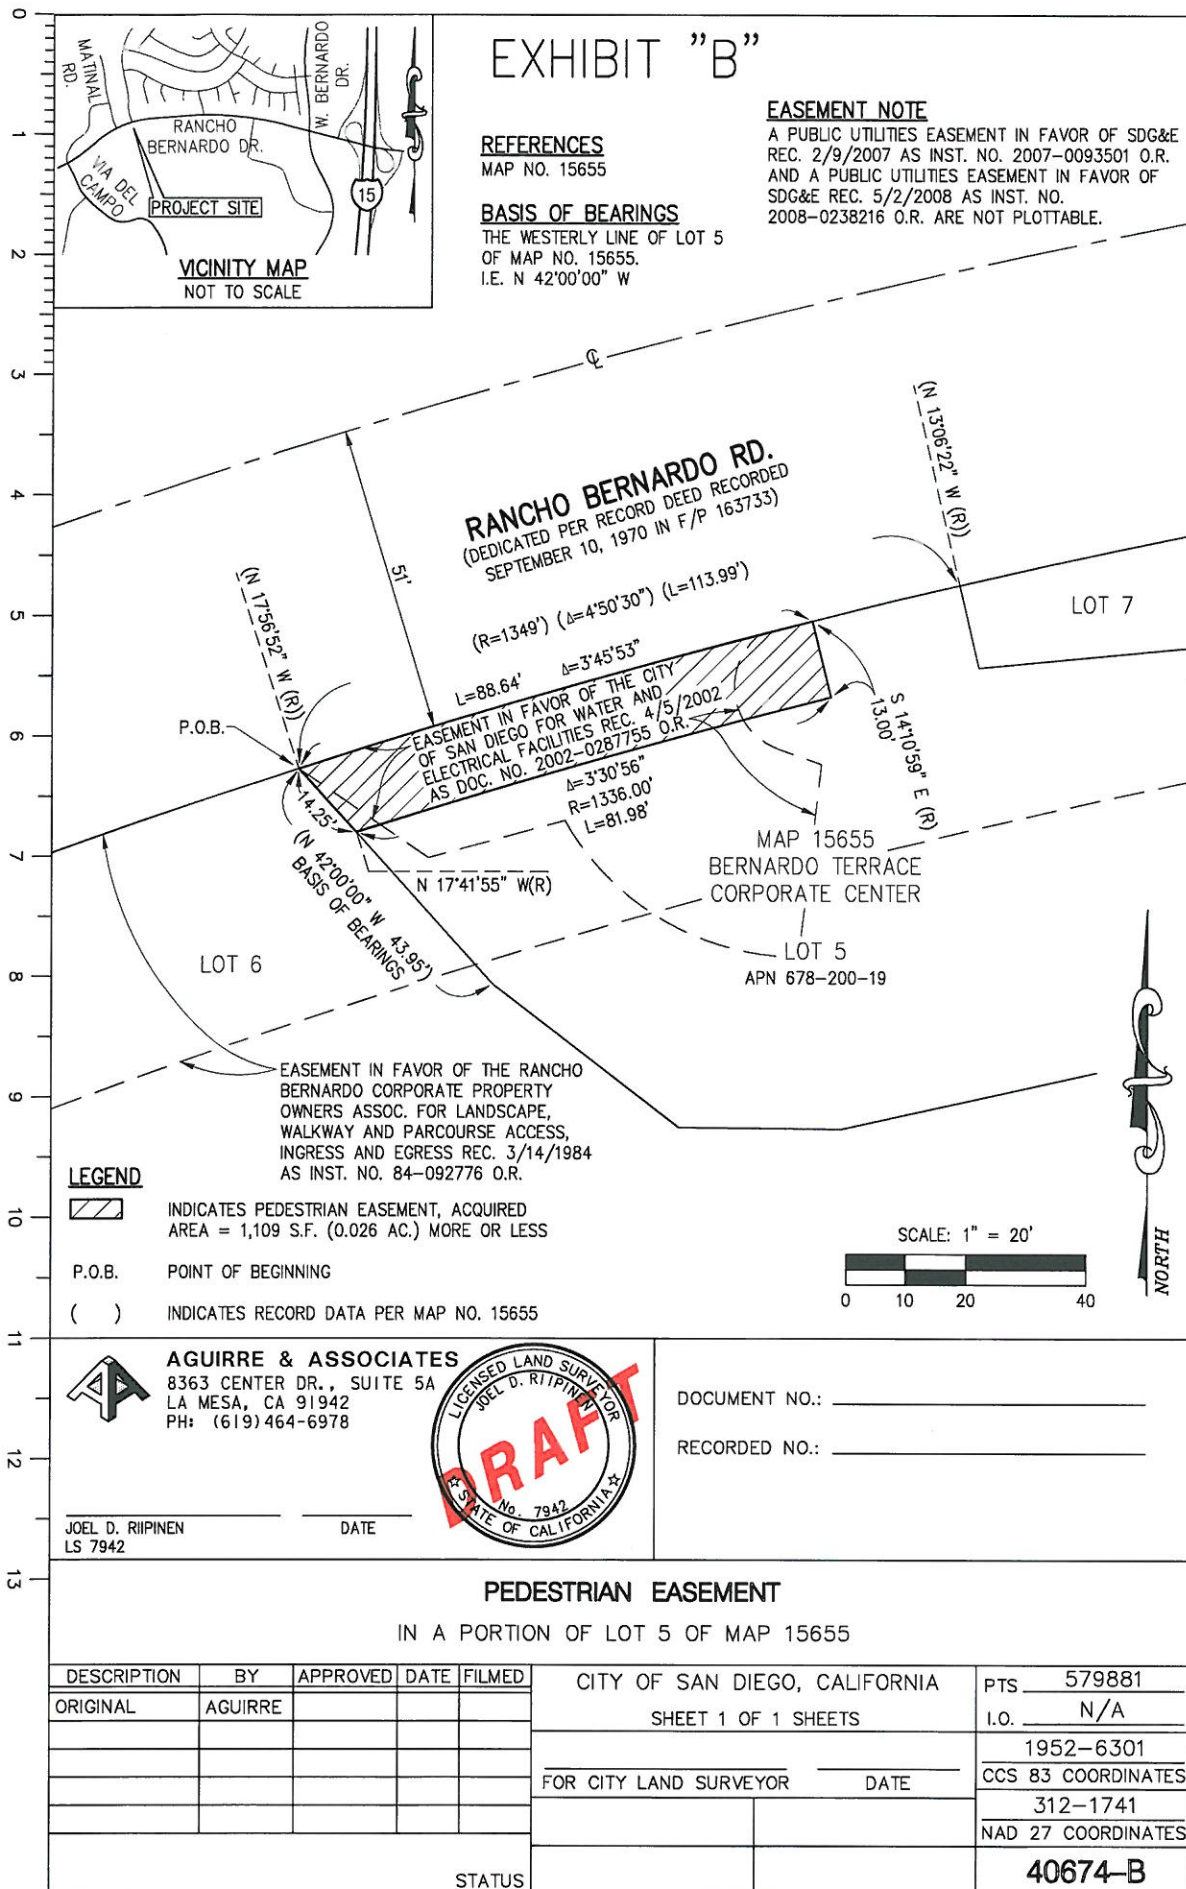 0
1
2
3
4
5
6
7
8
9
10
11
12
13
MATINAL
RD.
RANCHO
BERNARDO DR.
W. BERNARDO
DR.
VIA DEL
CAMPO
15
PROJECT SITE
VICINITY MAP
NOT TO SCALE
EXHIBIT "B"
REFERENCES
MAP NO. 15655
BASIS OF BEARINGS
THE WESTERLY LINE OF LOT 5
OF MAP NO. 15655.
I.E. N 42°00'00" W
EASEMENT NOTE
A PUBLIC UTILITIES EASEMENT IN FAVOR OF SDG&E
REC. 2/9/2007 AS INST. NO. 2007-0093501 O.R.
AND A PUBLIC UTILITIES EASEMENT IN FAVOR OF
SDG&E REC. 5/2/2008 AS INST. NO.
2008-0238216 O.R. ARE NOT PLOTTABLE.
℄
51'
RANCHO BERNARDO RD.
(DEDICATED PER RECORD DEED RECORDED
SEPTEMBER 10, 1970 IN F/P 163733)
(N 13°06'22" W (R))
(N 17°56'52" W (R))
(R=1349') (Δ=4°50'30") (L=113.99')
LOT 7
L=88.64' Δ=3°45'53"
P.O.B.
EASEMENT IN FAVOR OF THE CITY
OF SAN DIEGO FOR WATER AND
ELECTRICAL FACILITIES REC. 4/5/2002
AS DOC. NO. 2002-0287755 O.R.
S 14°10'59" E (R)
13.00'
Δ=3°30'56"
R=1336.00'
L=81.98'
14.25'
(N 42°00'00" W 43.95')
BASIS OF BEARINGS
N 17°41'55" W(R)
MAP 15655
BERNARDO TERRACE
CORPORATE CENTER
LOT 5
APN 678-200-19
LOT 6
EASEMENT IN FAVOR OF THE RANCHO
BERNARDO CORPORATE PROPERTY
OWNERS ASSOC. FOR LANDSCAPE,
WALKWAY AND PARCOURSE ACCESS,
INGRESS AND EGRESS REC. 3/14/1984
AS INST. NO. 84-092776 O.R.
LEGEND
INDICATES PEDESTRIAN EASEMENT, ACQUIRED
AREA = 1,109 S.F. (0.026 AC.) MORE OR LESS
P.O.B. POINT OF BEGINNING
( ) INDICATES RECORD DATA PER MAP NO. 15655
SCALE: 1" = 20'
0 10 20 40
NORTH
AGUIRRE & ASSOCIATES
8363 CENTER DR., SUITE 5A
LA MESA, CA 91942
PH: (619)464-6978
LICENSED LAND SURVEYOR
JOEL D. RIIPINEN
No. 7942
STATE OF CALIFORNIA
DRAFT
JOEL D. RIIPINEN DATE
LS 7942
DOCUMENT NO.:
RECORDED NO.:
PEDESTRIAN EASEMENT
IN A PORTION OF LOT 5 OF MAP 15655
DESCRIPTION BY APPROVED DATE FILMED
ORIGINAL AGUIRRE
STATUS
CITY OF SAN DIEGO, CALIFORNIA
SHEET 1 OF 1 SHEETS
FOR CITY LAND SURVEYOR DATE
PTS 579881
I.O. N/A
1952-6301
CCS 83 COORDINATES
312-1741
NAD 27 COORDINATES
40674-B